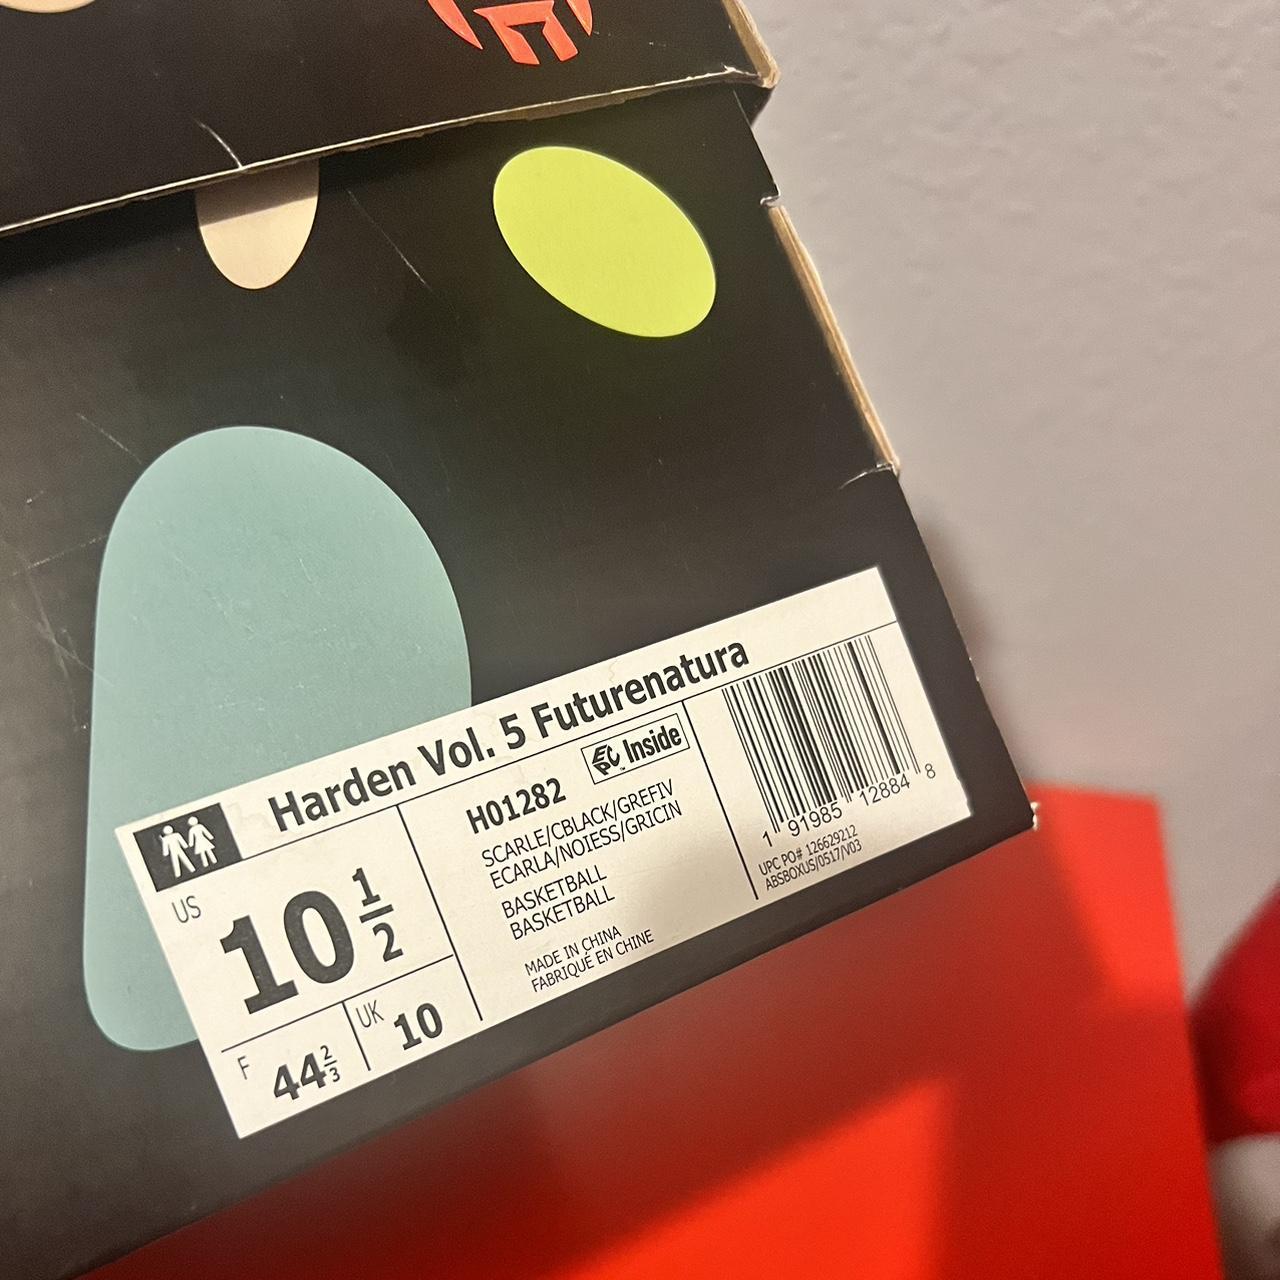 Harden Vol. 5 Futurenatura
US
10 1/2
F
44 2/3
UK
10
H01282
EPC Inside
SCARLE/CBLACK/GREFIV
ECARLA/NOIESS/GRICIN
BASKETBALL
BASKETBALL
MADE IN CHINA
FABRIQUÉ EN CHINE
1 91985 12884 8
UPC PO# 126629212
ABSBOXUS/0517/V03